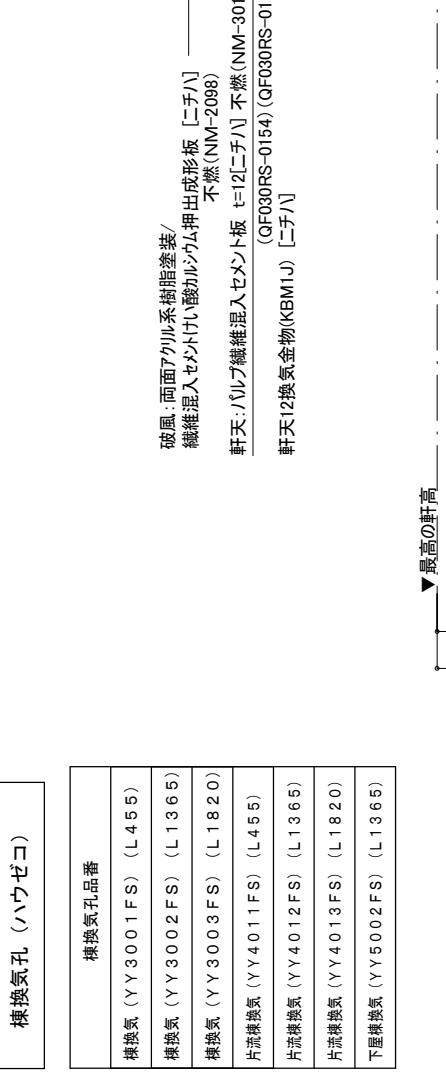 棟換気孔（ハウゼコ）
棟換気孔品番
棟換気（YY3001FS）（L455）
棟換気（YY3002FS）（L1365）
棟換気（YY3003FS）（L1820）
片流棟換気（YY4011FS）（L455）
片流棟換気（YY4012FS）（L1365）
片流棟換気（YY4013FS）（L1820）
下屋棟換気（YY5002FS）（L1365）
破風：両面アクリル系樹脂塗装/
繊維混入セメントけい酸カルシウム押出成形板 [ニチハ]
不燃(NM-2098)
軒天：パルプ繊維混入セメント板 t=12[ニチハ] 不燃(NM-301
(QF030RS-0154)(QF030RS-01
軒天12換気金物(KBM1J) [ニチハ]
▼最高の軒高